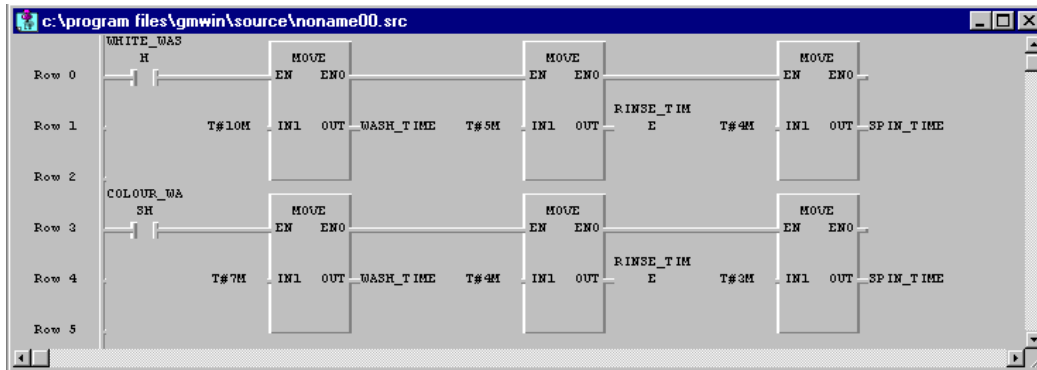 c:\program files\gmwin\source\noname00.src
WHITE_WAS
H
MOVE MOVE MOVE
Row 0 EN ENO EN ENO EN ENO
RINSE_TIM
Row 1 T#10M IN1 OUT WASH_TIME T#5M IN1 OUT E T#4M IN1 OUT SPIN_TIME
Row 2
COLOUR_WA
SH MOVE MOVE MOVE
Row 3 EN ENO EN ENO EN ENO
RINSE_TIM
Row 4 T#7M IN1 OUT WASH_TIME T#4M IN1 OUT E T#3M IN1 OUT SPIN_TIME
Row 5